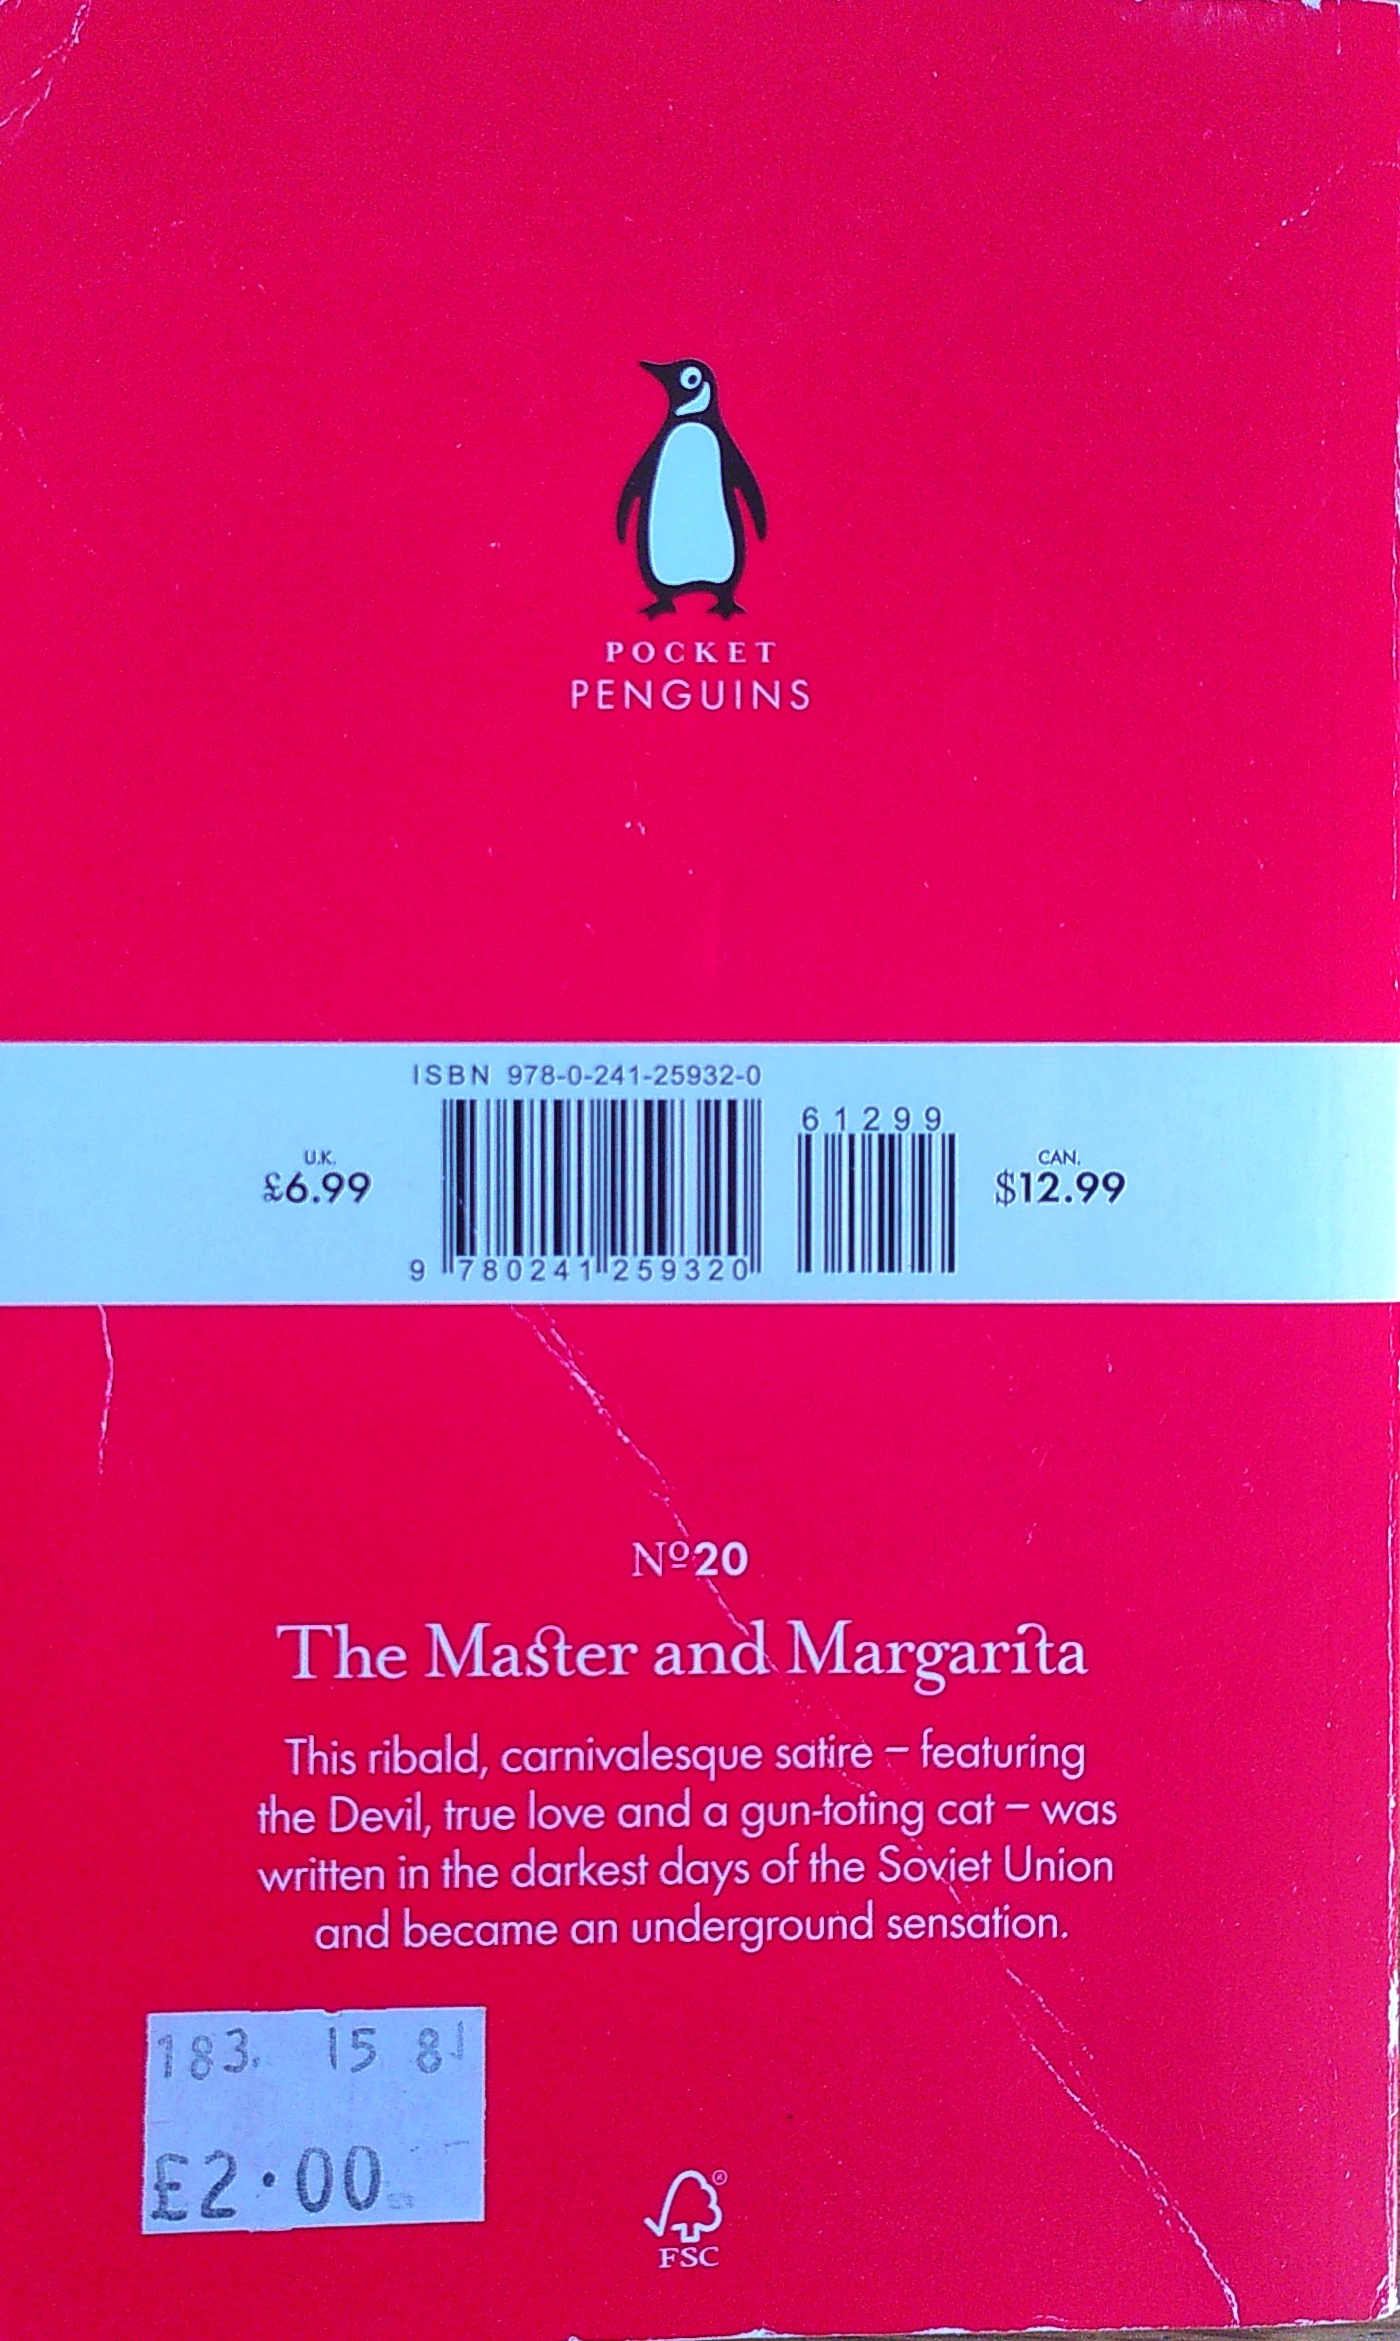 POCKET
PENGUINS
ISBN 978-0-241-25932-0
61299
U.K.
£6.99
CAN.
$12.99
9 780241 259320
Nº20
The Master and Margarita
This ribald, carnivalesque satire – featuring
the Devil, true love and a gun-toting cat – was
written in the darkest days of the Soviet Union
and became an underground sensation.
183. 15 8
£2·00
®
FSC